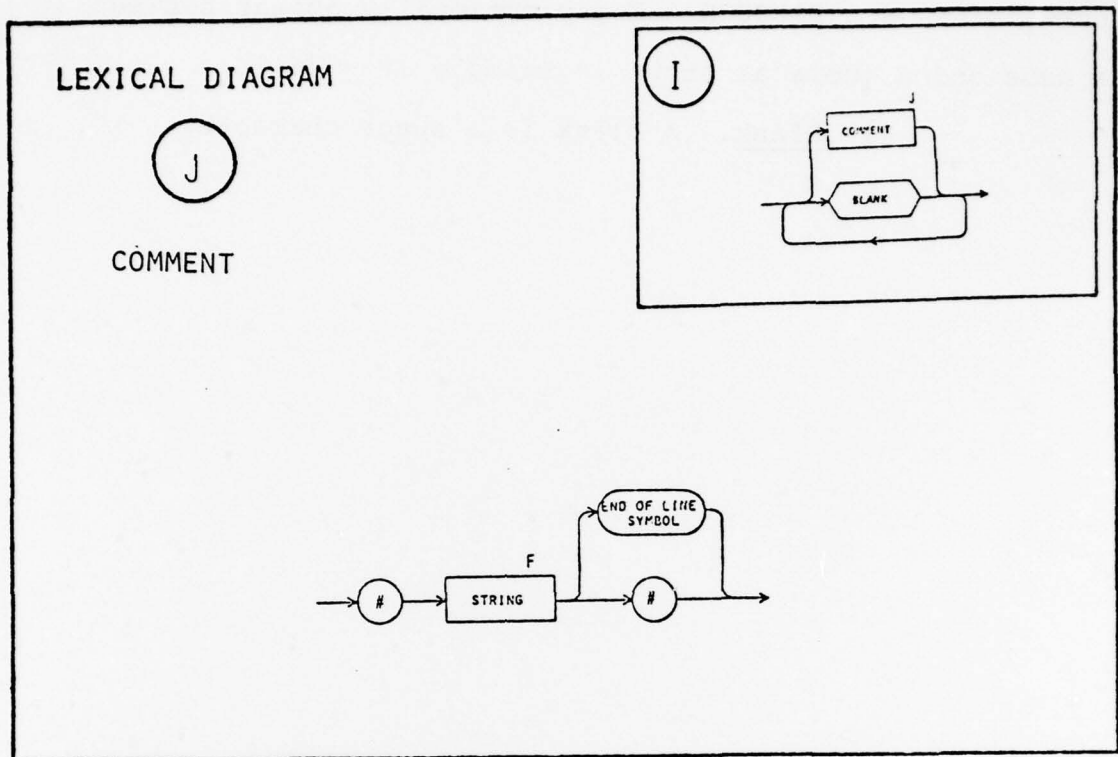 LEXICAL DIAGRAM
J
COMMENT
I
J
COMMENT
BLANK
END OF LINE
SYMBOL
F
#
STRING
#